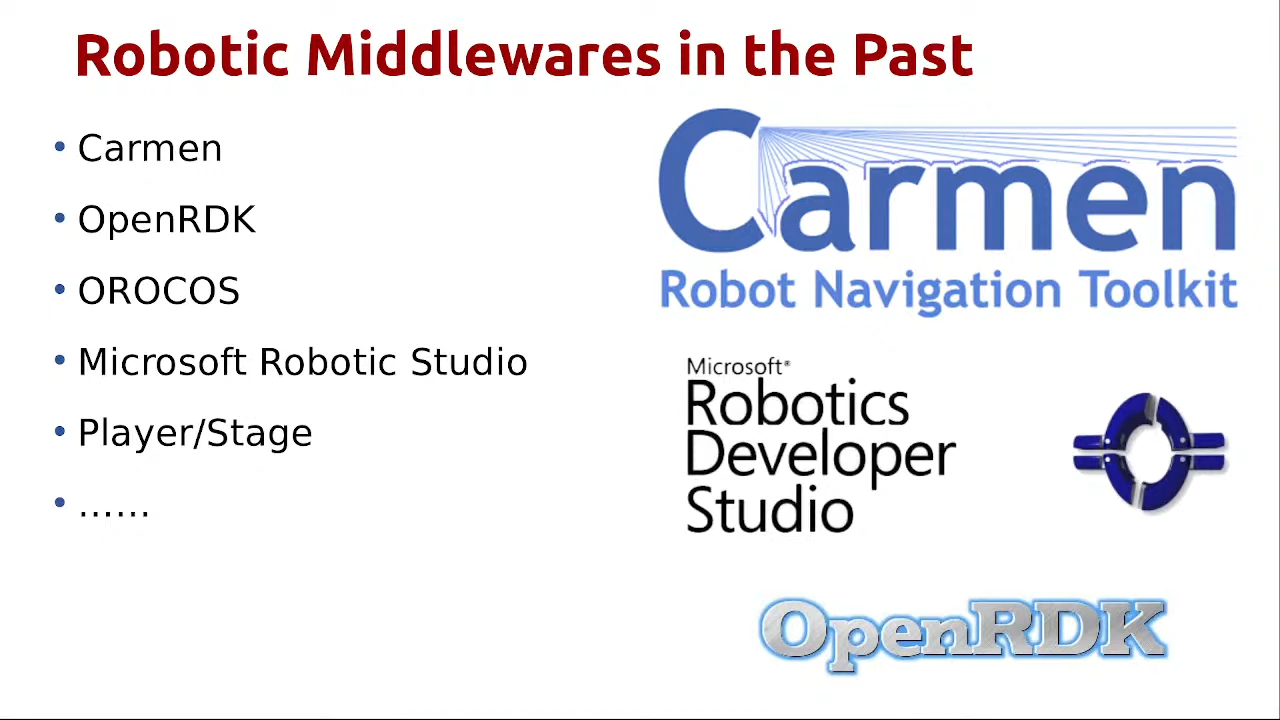 Robotic Middlewares in the Past
• Carmen
• OpenRDK
• OROCOS
• Microsoft Robotic Studio
• Player/Stage
• ......
Carmen
Robot Navigation Toolkit
Microsoft®
Robotics
Developer
Studio
OpenRDK